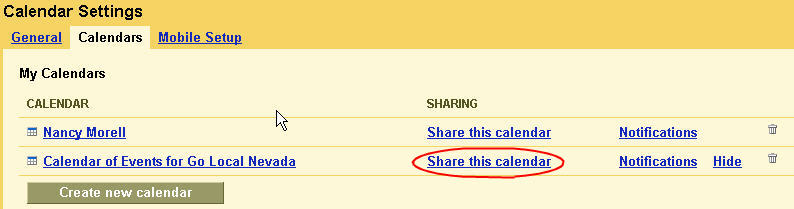 Calendar Settings
General Calendars Mobile Setup
My Calendars
CALENDAR SHARING
Nancy Morell Share this calendar Notifications
Calendar of Events for Go Local Nevada Share this calendar Notifications Hide
Create new calendar